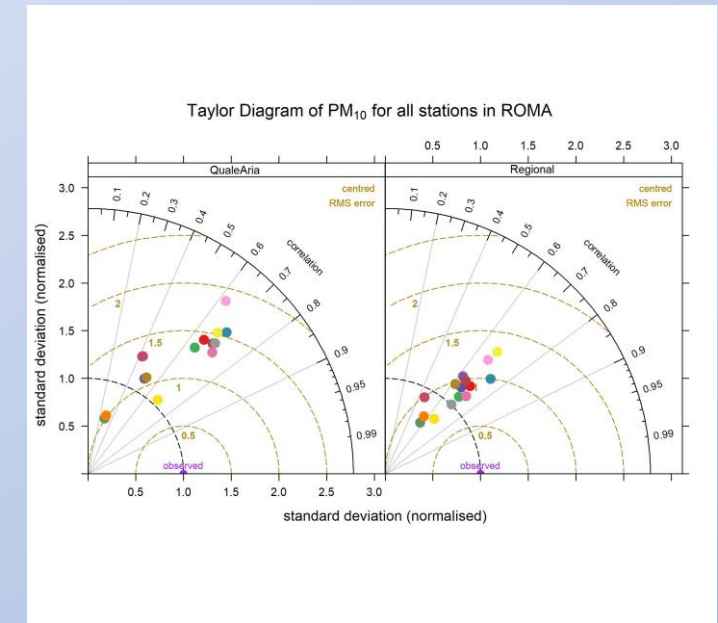 Taylor Diagram of PM₁₀ for all stations in ROMA
0.5 1.0 1.5 2.0 2.5 3.0
QualeAria
Regional
centred
RMS error
centred
RMS error
standard deviation (normalised)
3.0
2.5
2.0
1.5
1.0
0.5
0.1
0.2
0.3
0.4
0.5
0.6
0.7
0.8
0.9
0.95
0.99
correlation
2
1.5
1
0.5
observed
0.1
0.2
0.3
0.4
0.5
0.6
0.7
0.8
0.9
0.95
0.99
correlation
2
1.5
1
0.5
observed
0.5 1.0 1.5 2.0 2.5 3.0
standard deviation (normalised)